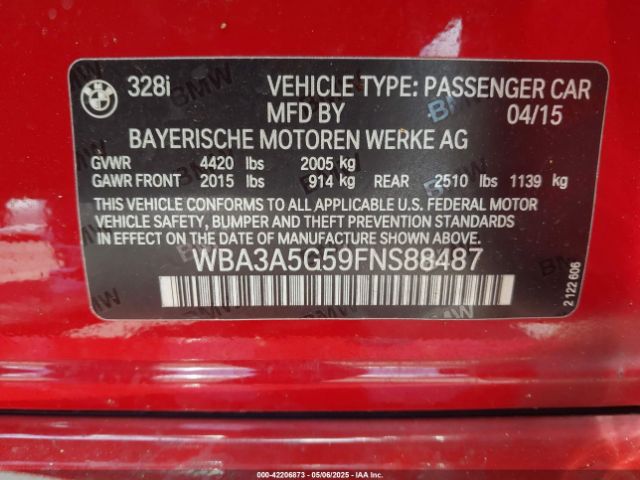 BMW
328i VEHICLE TYPE: PASSENGER CAR
MFD BY 04/15
BAYERISCHE MOTOREN WERKE AG
GVWR 4420 lbs 2005 kg
GAWR FRONT 2015 lbs 914 kg REAR 2510 lbs 1139 kg
THIS VEHICLE CONFORMS TO ALL APPLICABLE U.S. FEDERAL MOTOR
VEHICLE SAFETY, BUMPER AND THEFT PREVENTION STANDARDS
IN EFFECT ON THE DATE OF MANUFACTURE SHOWN ABOVE.
WBA3A5G59FNS88487
2 122 606
000-42206873 - 05/06/2025 - IAAI.COM